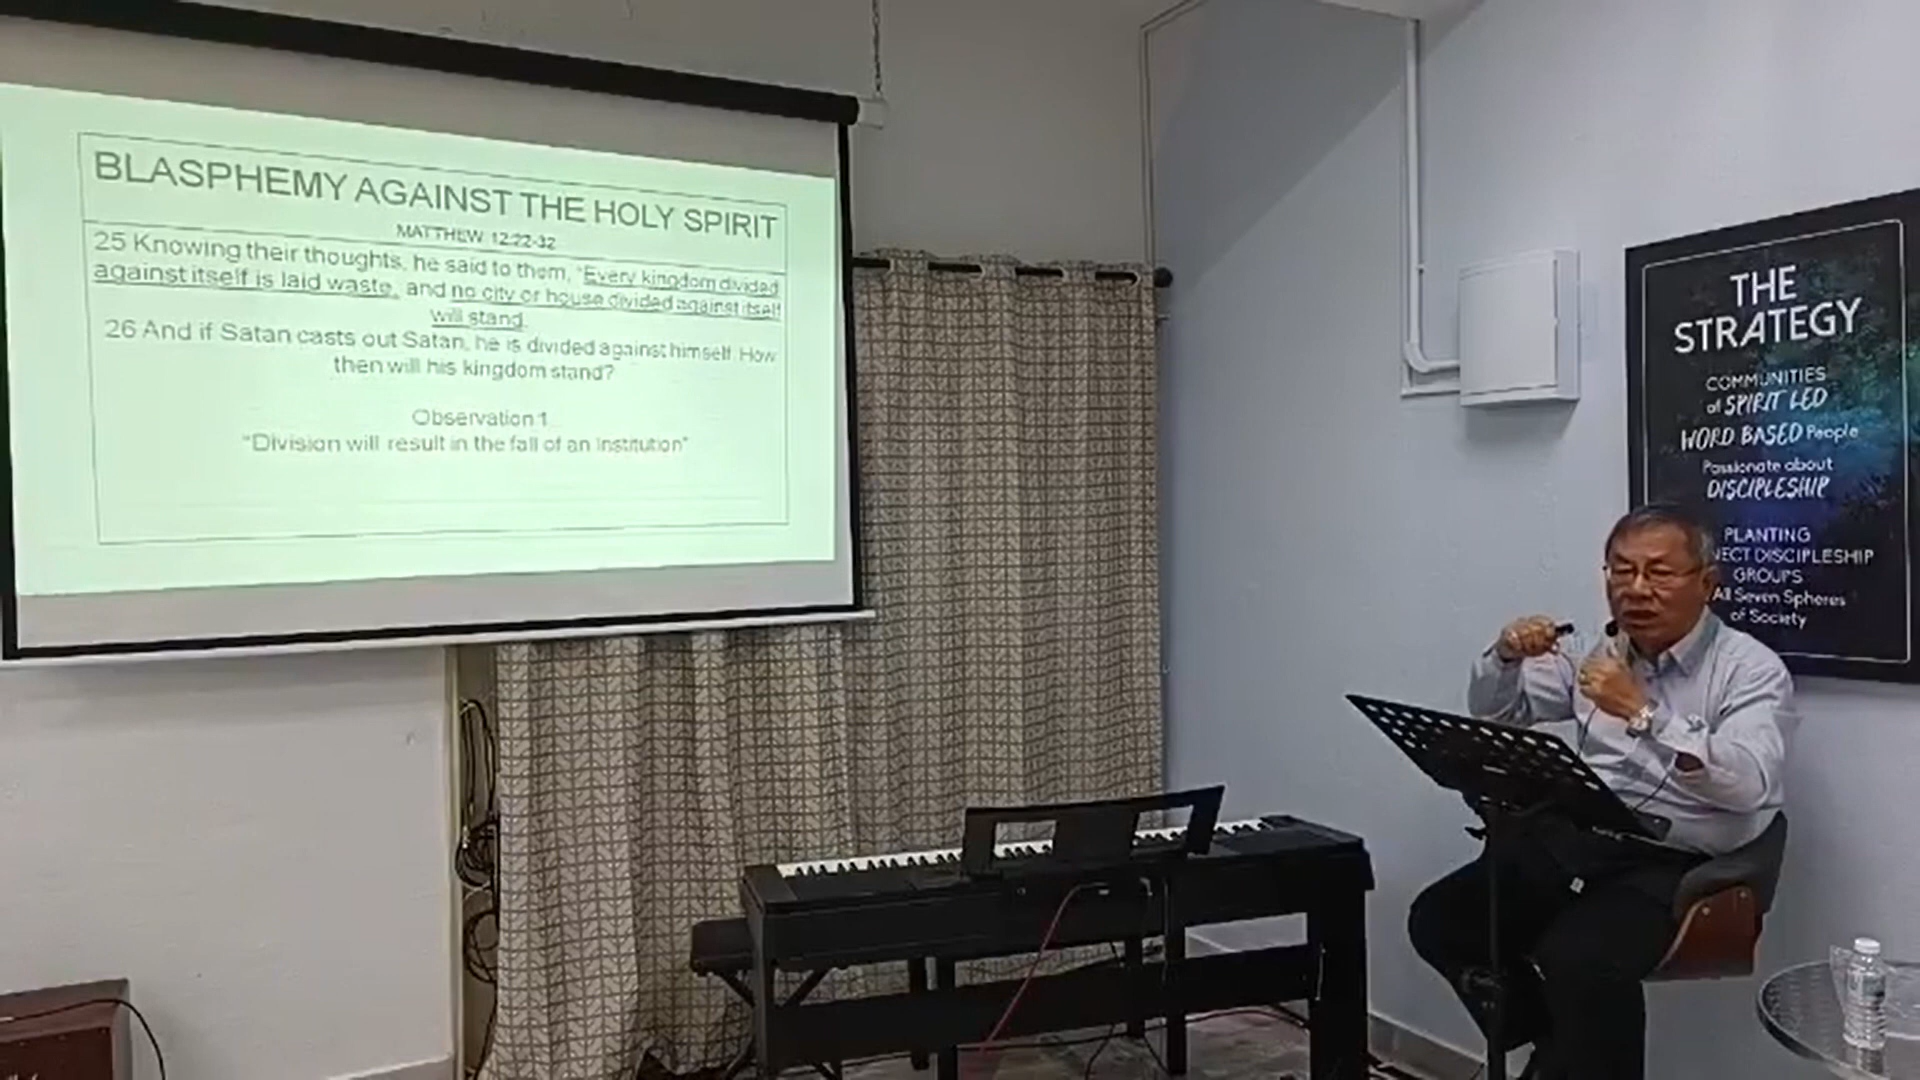 BLASPHEMY AGAINST THE HOLY SPIRIT
MATTHEW 12:22-32
25 Knowing their thoughts, he said to them, "Every kingdom divided
against itself is laid waste, and no city or house divided against itself
will stand.
26 And if Satan casts out Satan, he is divided against himself. How
then will his kingdom stand?
Observation 1
"Division will result in the fall of an Institution"
THE
STRATEGY
COMMUNITIES
of SPIRIT LED
WORD BASED People
Passionate about
DISCIPLESHIP
PLANTING
NECT DISCIPLESHIP
GROUPS
All Seven Spheres
of Society